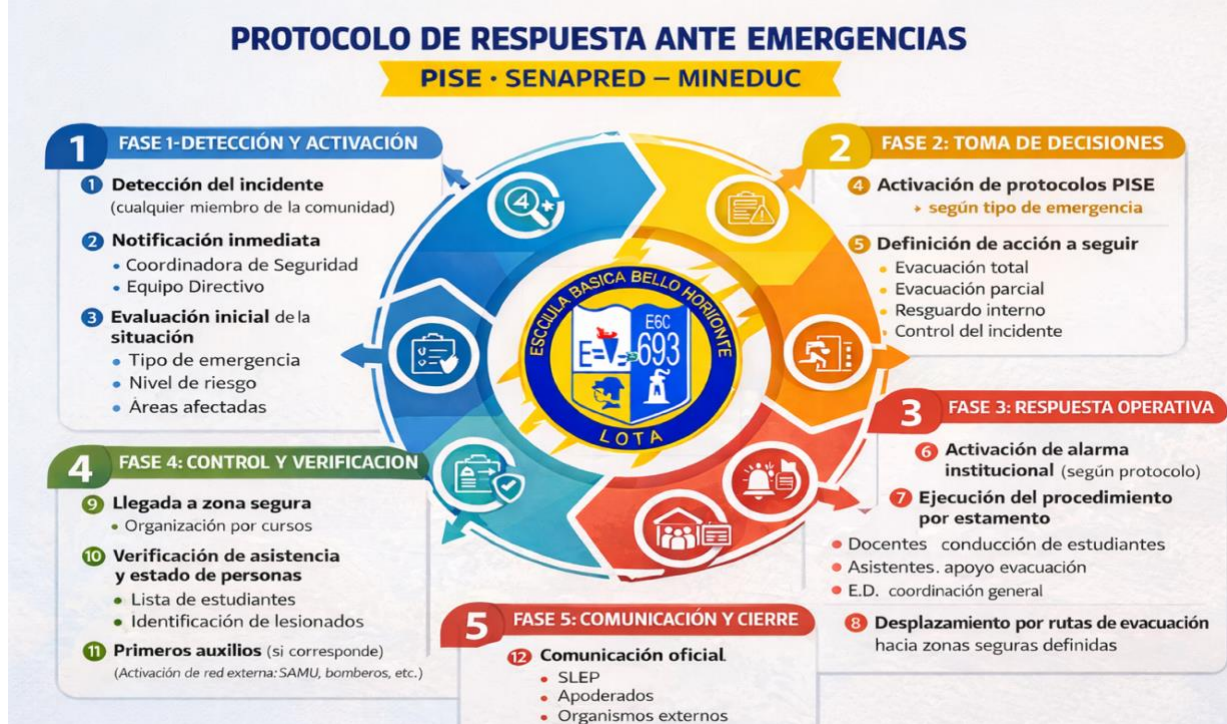 PROTOCOLO DE RESPUESTA ANTE EMERGENCIAS
PISE · SENAPRED – MINEDUC
1 FASE 1-DETECCIÓN Y ACTIVACIÓN
1 Detección del incidente
(cualquier miembro de la comunidad)
2 Notificación inmediata
• Coordinadora de Seguridad
• Equipo Directivo
3 Evaluación inicial de la
situación
• Tipo de emergencia
• Nivel de riesgo
• Áreas afectadas
2 FASE 2: TOMA DE DECISIONES
4 Activación de protocolos PISE
según tipo de emergencia
5 Definición de acción a seguir
• Evacuación total
• Evacuación parcial
• Resguardo interno
• Control del incidente
4
ESCCIULA BASICA BELLO HORIIONTE
E6C
E= 693
LOTA
3 FASE 3: RESPUESTA OPERATIVA
6 Activación de alarma
institucional (según protocolo)
7 Ejecución del procedimiento
por estamento
• Docentes conducción de estudiantes
• Asistentes. apoyo evacuación
• E.D. coordinación general
8 Desplazamiento por rutas de evacuación
hacia zonas seguras definidas
4 FASE 4: CONTROL Y VERIFICACION
9 Llegada a zona segura
• Organización por cursos
10 Verificación de asistencia
y estado de personas
• Lista de estudiantes
• Identificación de lesionados
11 Primeros auxilios (si corresponde)
(Activación de red externa: SAMU, bomberos, etc.)
5 FASE 5: COMUNICACIÓN Y CIERRE
12 Comunicación oficial.
• SLEP
• Apoderados
• Organismos externos